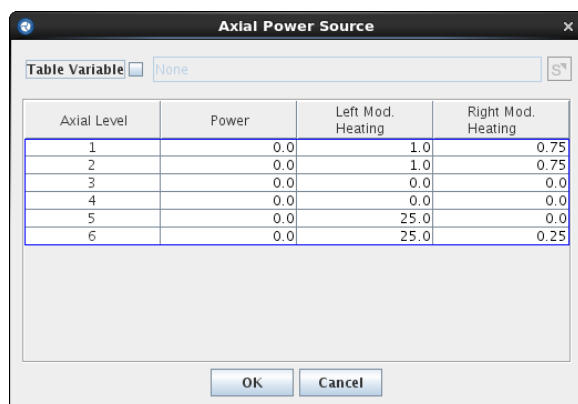 Axial Power Source
Table Variable None S
Axial Level Power Left Mod. Heating Right Mod. Heating
1 0.0 1.0 0.75
2 0.0 1.0 0.75
3 0.0 0.0 0.0
4 0.0 0.0 0.0
5 0.0 25.0 0.0
6 0.0 25.0 0.25
OK Cancel